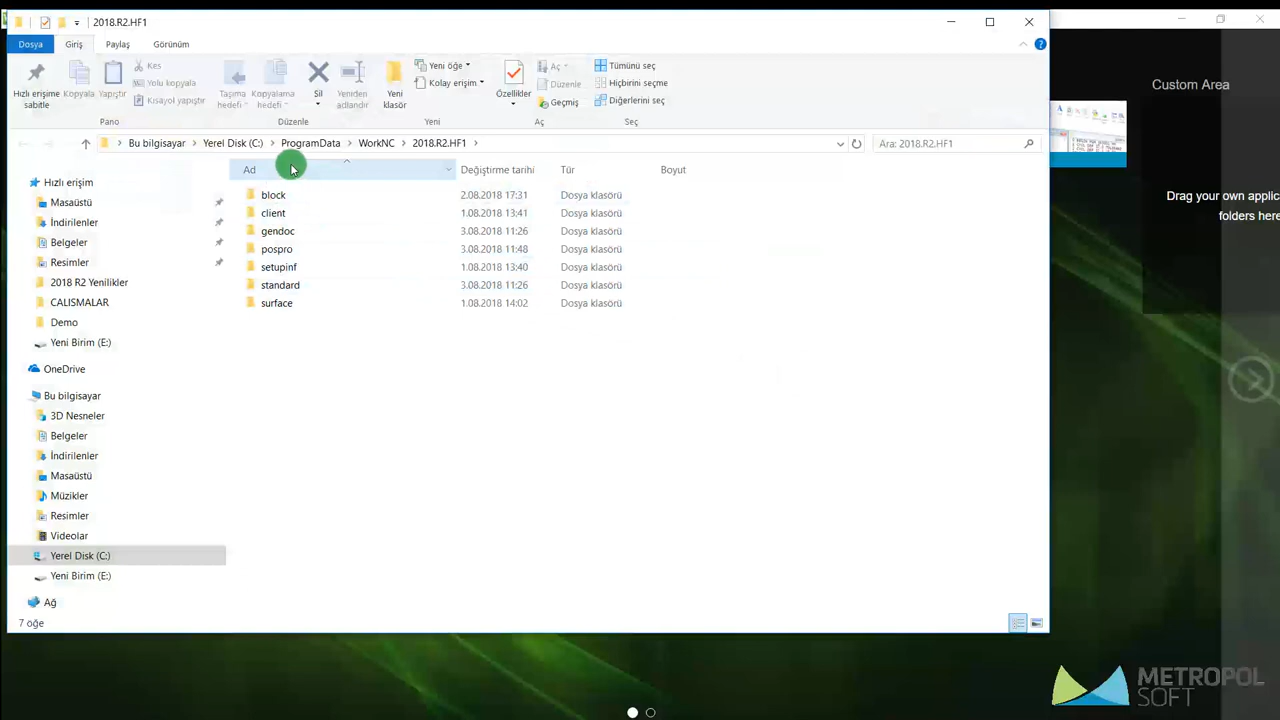 2018.R2.HF1
Dosya Giriş Paylaş Görünüm
Hızlı erişime sabitle
Kopyala
Yapıştır
Kes
Yolu kopyala
Kısayol yapıştır
Pano
Taşıma hedefi
Kopyalama hedefi
Sil
Yeniden adlandır
Düzenle
Yeni klasör
Yeni öğe
Kolay erişim
Yeni
Özellikler
Aç
Düzenle
Geçmiş
Aç
Tümünü seç
Hiçbirini seçme
Diğerlerini seç
Seç
Bu bilgisayar Yerel Disk (C:) ProgramData WorkNC 2018.R2.HF1
Ara: 2018.R2.HF1
Hızlı erişim
Masaüstü
İndirilenler
Belgeler
Resimler
2018 R2 Yenilikler
CALISMALAR
Demo
Yeni Birim (E:)
OneDrive
Bu bilgisayar
3D Nesneler
Belgeler
İndirilenler
Masaüstü
Müzikler
Resimler
Videolar
Yerel Disk (C:)
Yeni Birim (E:)
Ağ
Ad Değiştirme tarihi Tür Boyut
block 2.08.2018 17:31 Dosya klasörü
client 1.08.2018 13:41 Dosya klasörü
gendoc 3.08.2018 11:26 Dosya klasörü
pospro 3.08.2018 11:48 Dosya klasörü
setupinf 1.08.2018 13:40 Dosya klasörü
standard 3.08.2018 11:26 Dosya klasörü
surface 1.08.2018 14:02 Dosya klasörü
7 öğe
Custom Area
Drag your own applic
folders here
METROPOL
SOFT